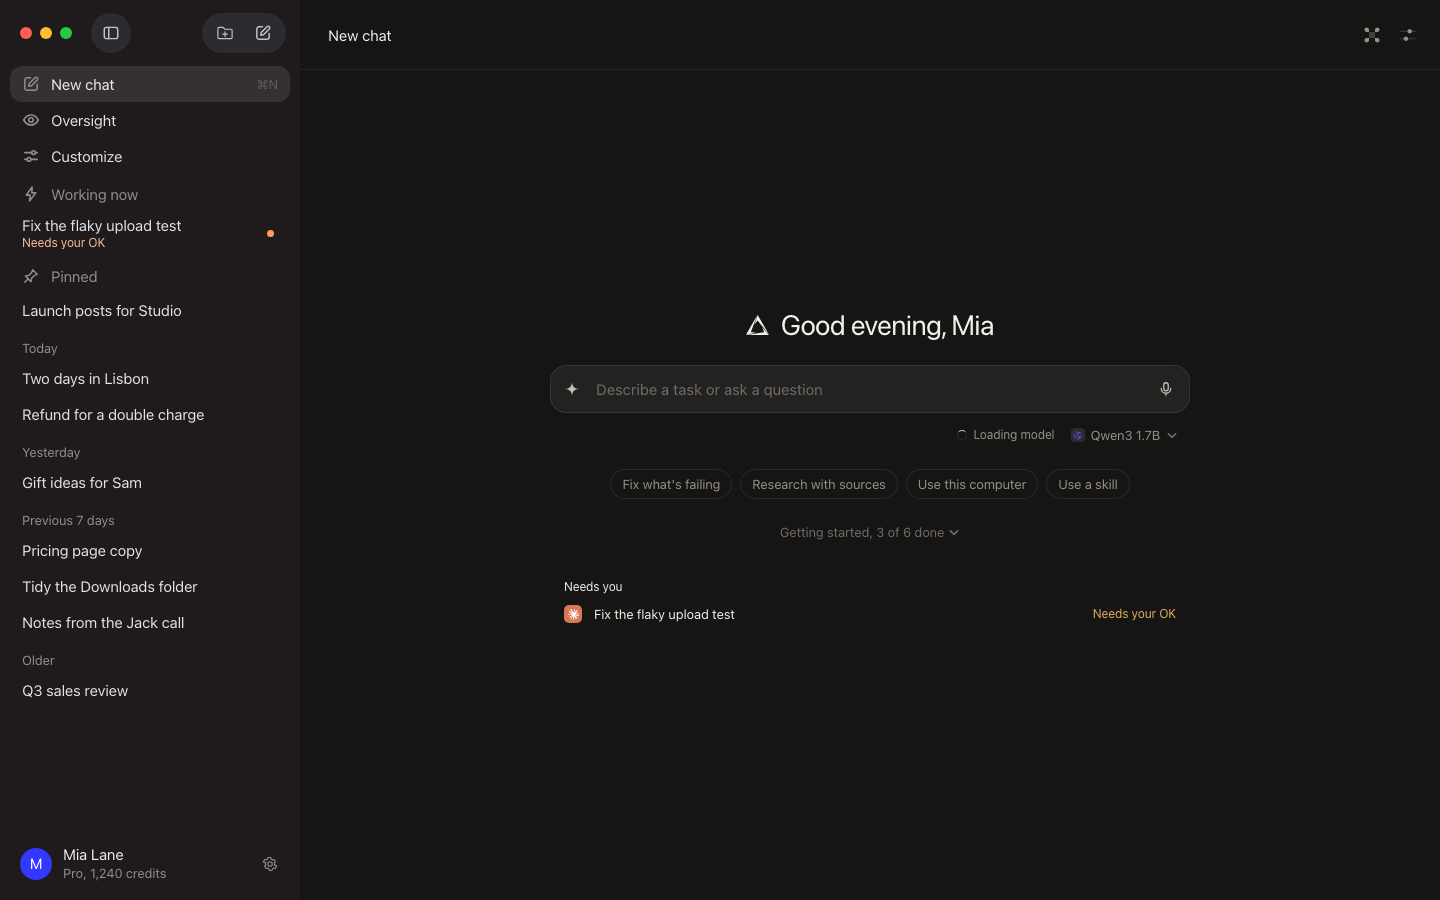 New chat
⌘N
Oversight
Customize
Working now
Fix the flaky upload test
Needs your OK
Pinned
Launch posts for Studio
Today
Two days in Lisbon
Refund for a double charge
Yesterday
Gift ideas for Sam
Previous 7 days
Pricing page copy
Tidy the Downloads folder
Notes from the Jack call
Older
Q3 sales review
M
Mia Lane
Pro, 1,240 credits
New chat
Good evening, Mia
Describe a task or ask a question
Loading model
Qwen3 1.7B
Fix what's failing
Research with sources
Use this computer
Use a skill
Getting started, 3 of 6 done
Needs you
Fix the flaky upload test
Needs your OK